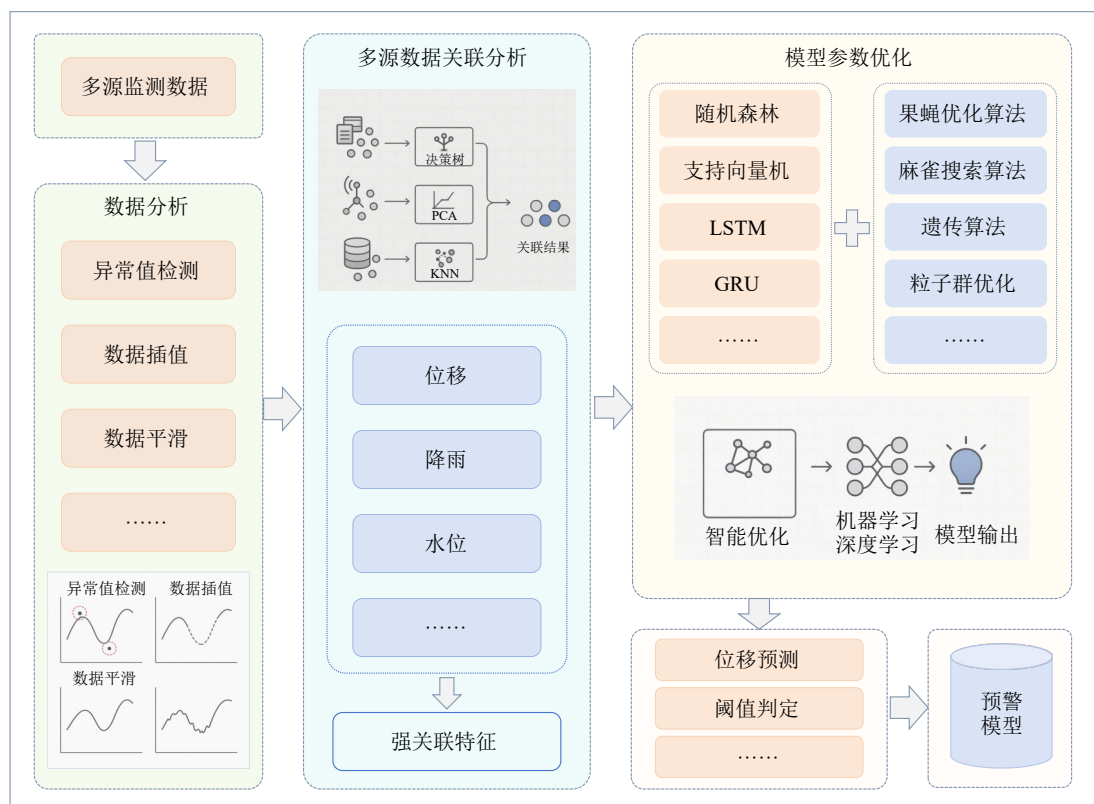 多源监测数据
数据分析
异常值检测
数据插值
数据平滑
……
异常值检测
数据插值
数据平滑
多源数据关联分析
决策树
PCA
KNN
关联结果
位移
降雨
水位
……
强关联特征
模型参数优化
随机森林
支持向量机
LSTM
GRU
……
果蝇优化算法
麻雀搜索算法
遗传算法
粒子群优化
……
智能优化
机器学习
深度学习
模型输出
位移预测
阈值判定
……
预警
模型